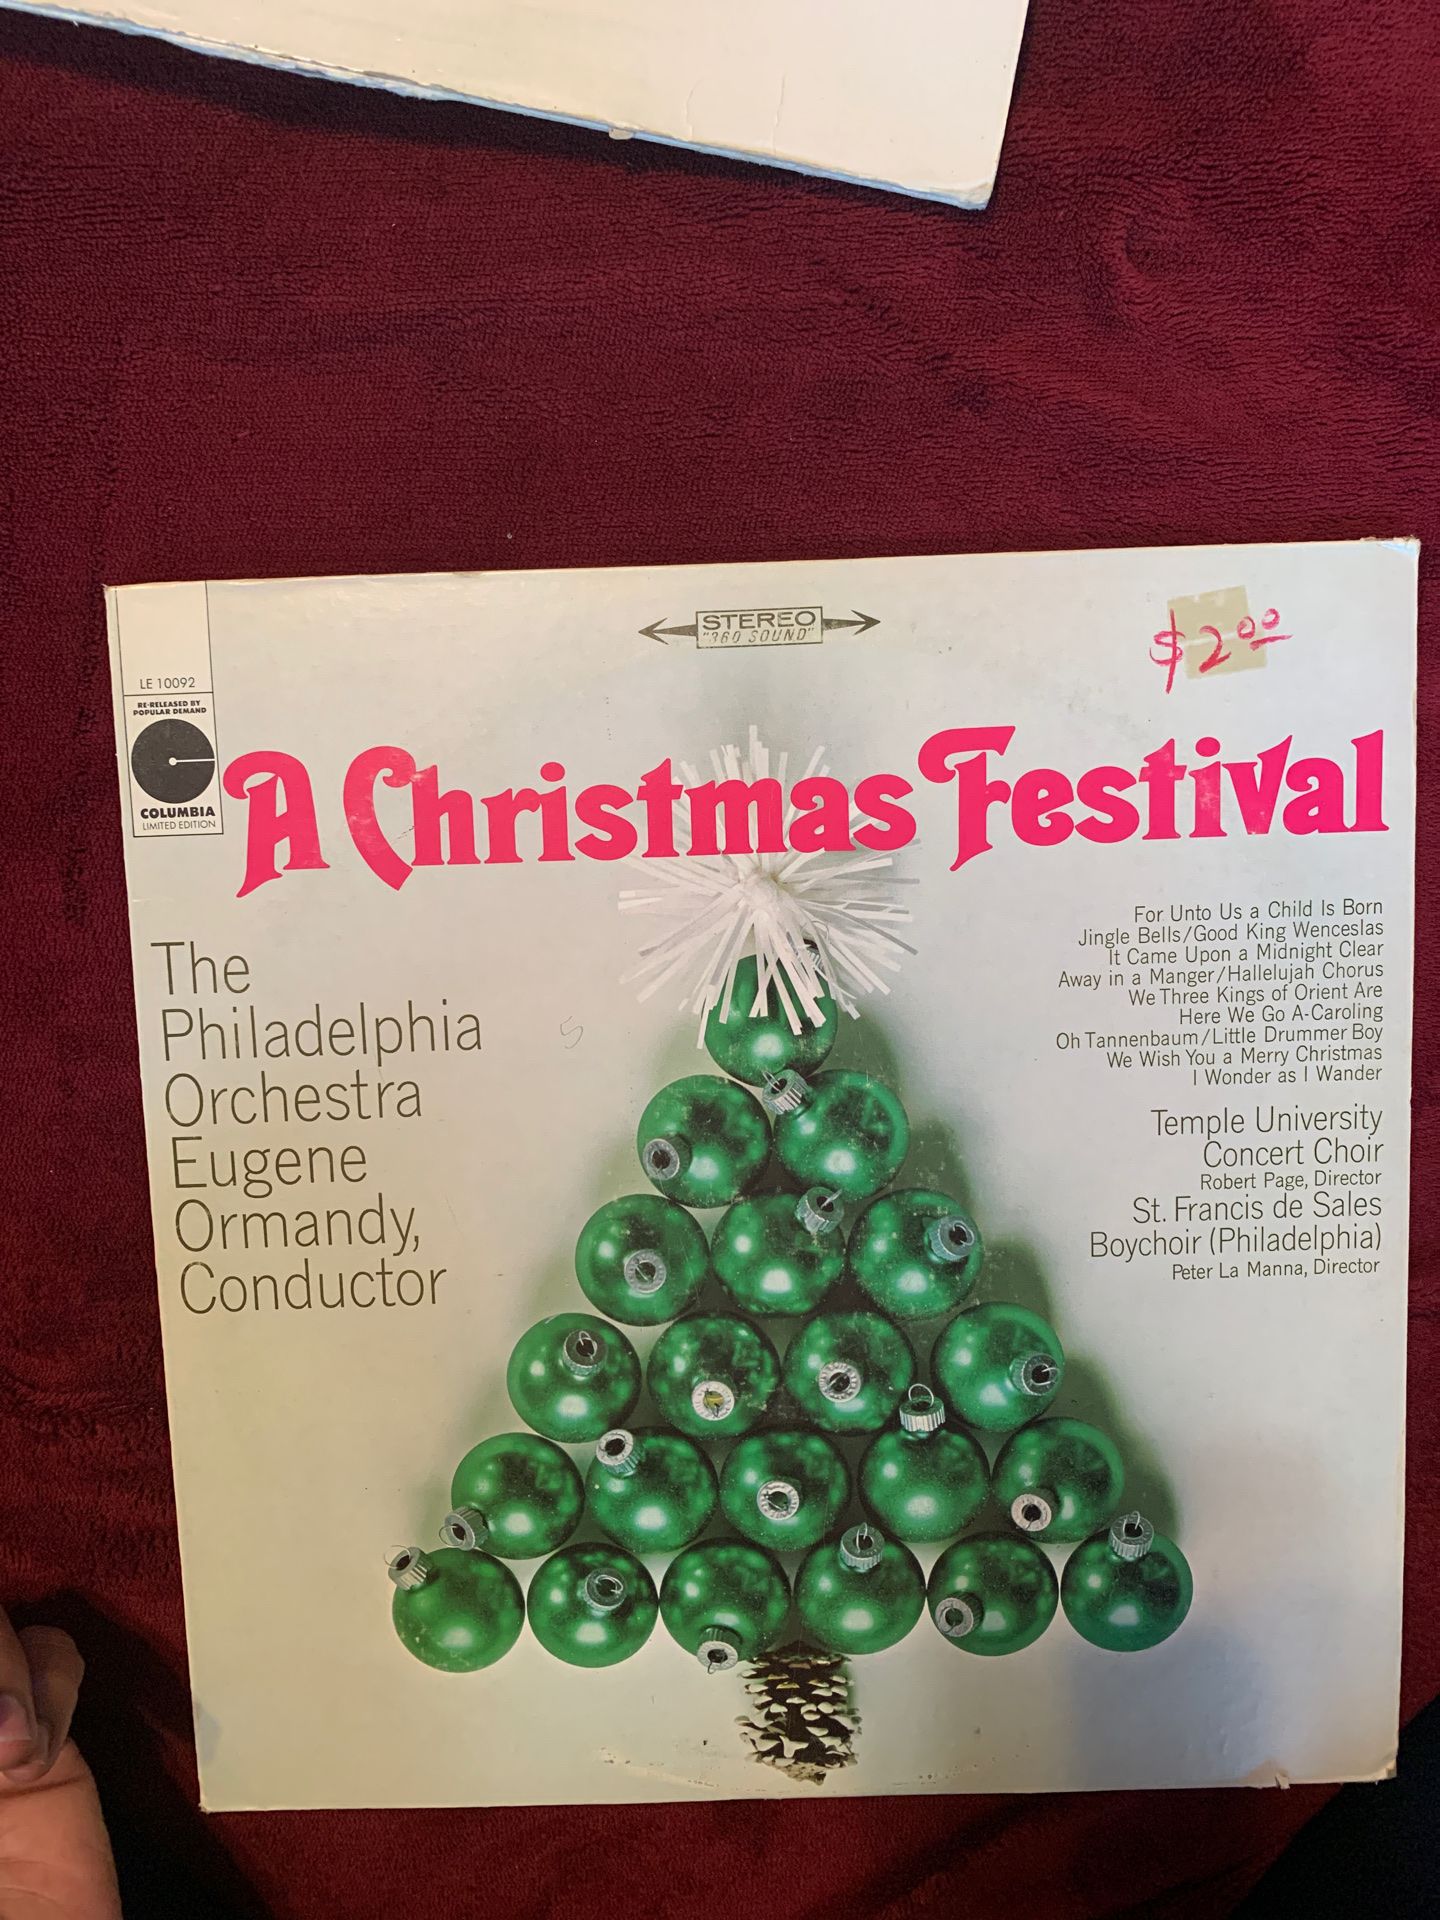 STEREO
"360 SOUND"
$2.00
LE 10092
RE-RELEASED BY
POPULAR DEMAND
COLUMBIA
LIMITED EDITION
A Christmas Festival
The
Philadelphia
Orchestra
Eugene
Ormandy,
Conductor
5
For Unto Us a Child Is Born
Jingle Bells/Good King Wenceslas
It Came Upon a Midnight Clear
Away in a Manger/Hallelujah Chorus
We Three Kings of Orient Are
Here We Go A-Caroling
Oh Tannenbaum/Little Drummer Boy
We Wish You a Merry Christmas
I Wonder as I Wander
Temple University
Concert Choir
Robert Page, Director
St. Francis de Sales
Boychoir (Philadelphia)
Peter La Manna, Director